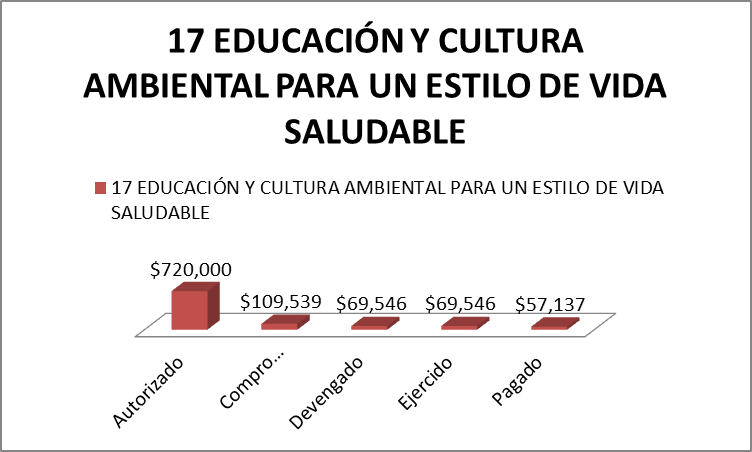 17 EDUCACIÓN Y CULTURA
AMBIENTAL PARA UN ESTILO DE VIDA
SALUDABLE
17 EDUCACIÓN Y CULTURA AMBIENTAL PARA UN ESTILO DE VIDA
SALUDABLE
$720,000
$109,539
$69,546
$69,546
$57,137
Autorizado
Compro...
Devengado
Ejercido
Pagado